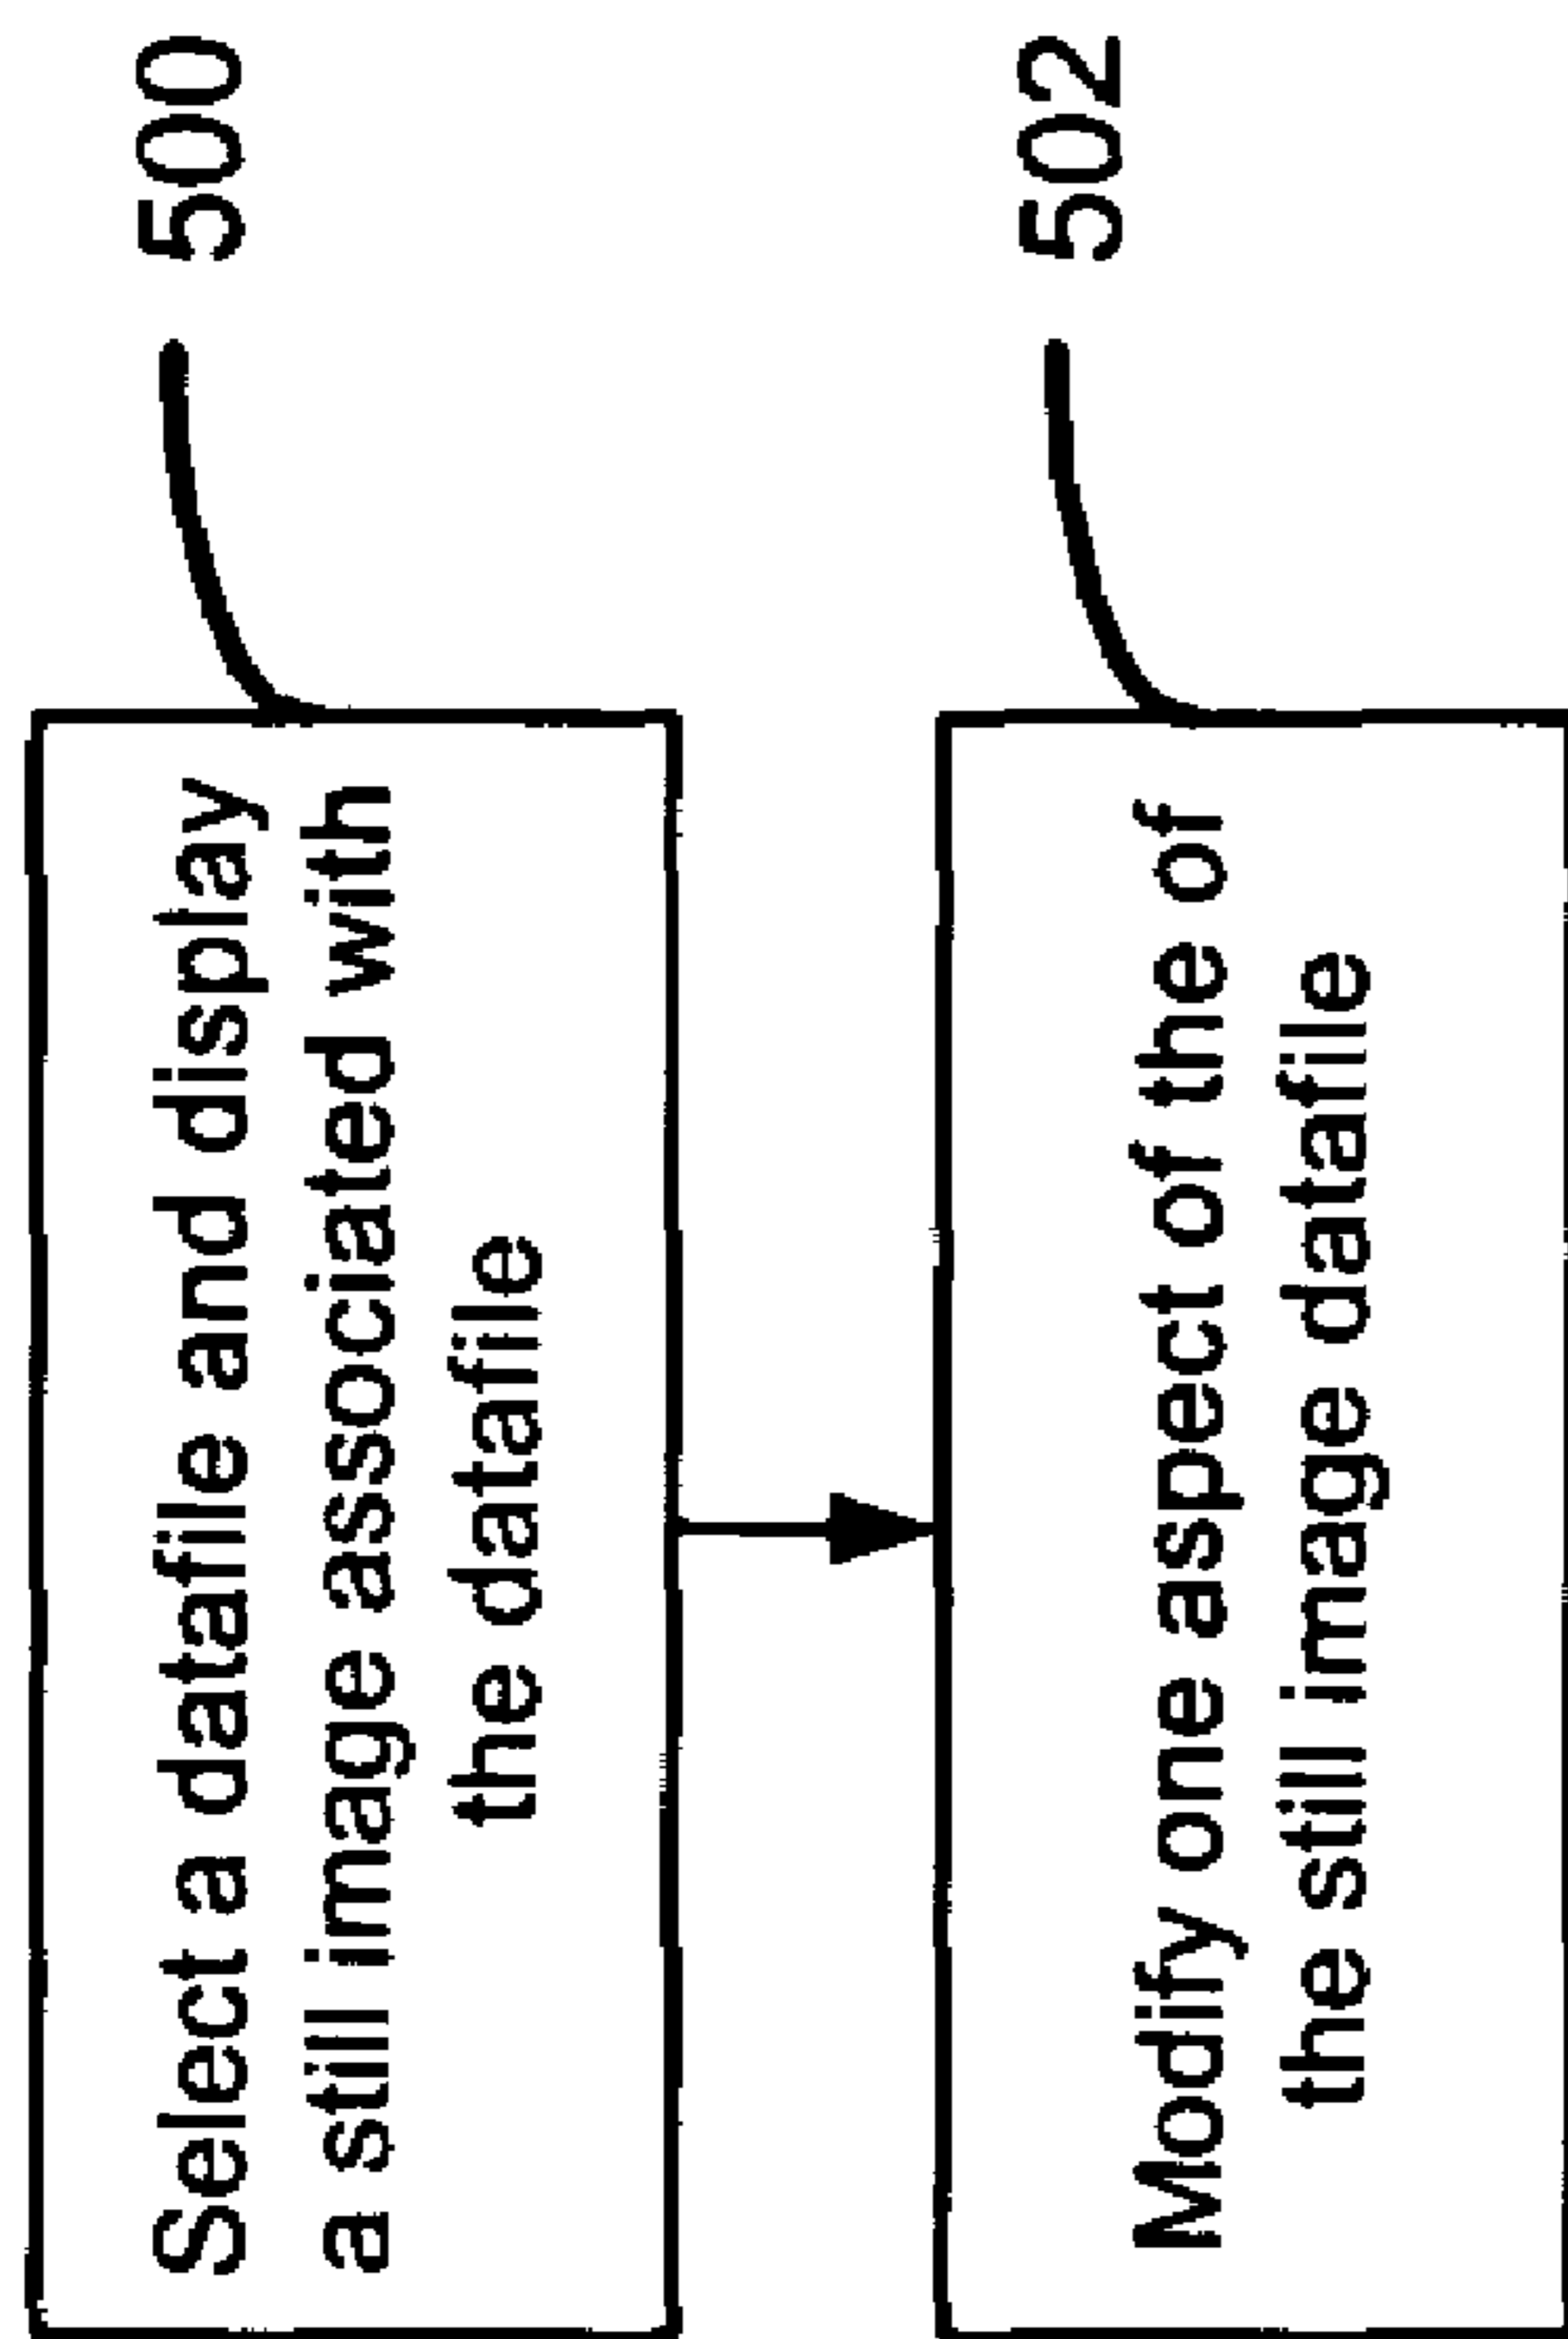 Select a datafile and display
a still image associated with
the datafile
500
Modify one aspect of the of
the still image datafile
502